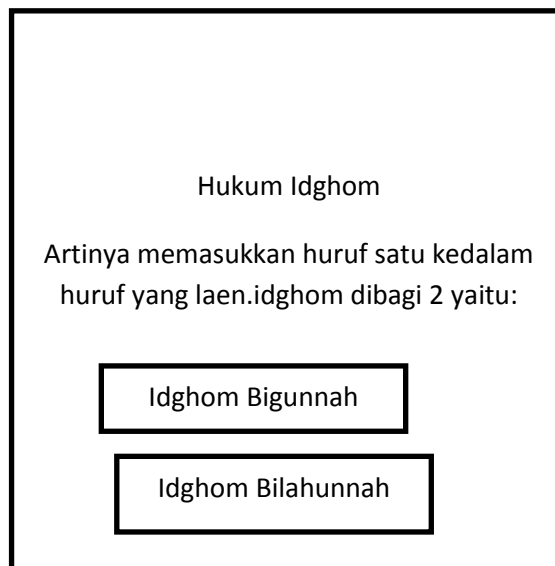 Hukum Idghom
Artinya memasukkan huruf satu kedalam
huruf yang laen.idghom dibagi 2 yaitu:
Idghom Bigunnah
Idghom Bilahunnah